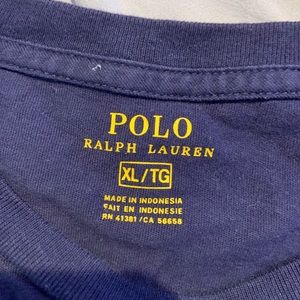 POLO
RALPH LAUREN
XL/TG
MADE IN INDONESIA
FAIT EN INDONESIE
RN 41381/CA 56658